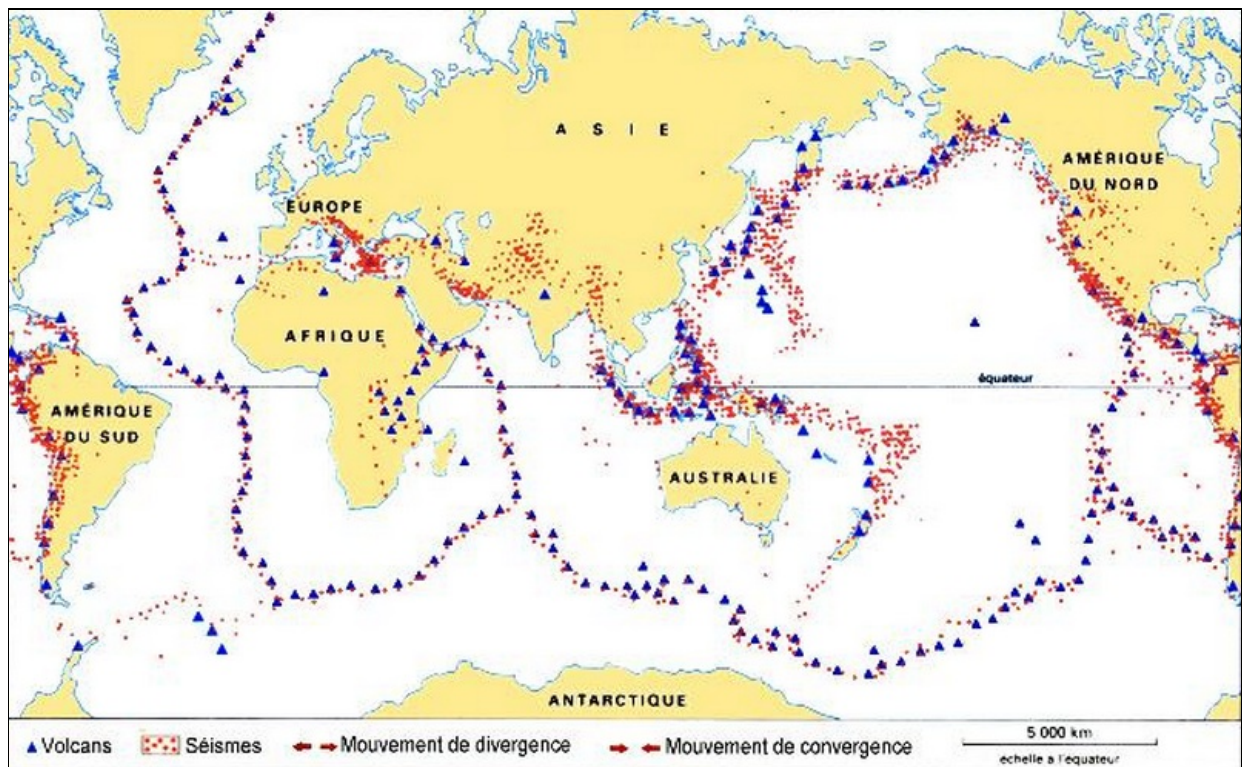 ASIE
EUROPE
AMÉRIQUE
DU NORD
AFRIQUE
équateur
AMÉRIQUE
DU SUD
AUSTRALIE
ANTARCTIQUE
Volcans
Séismes
Mouvement de divergence
Mouvement de convergence
5 000 km
echelle a l'équateur